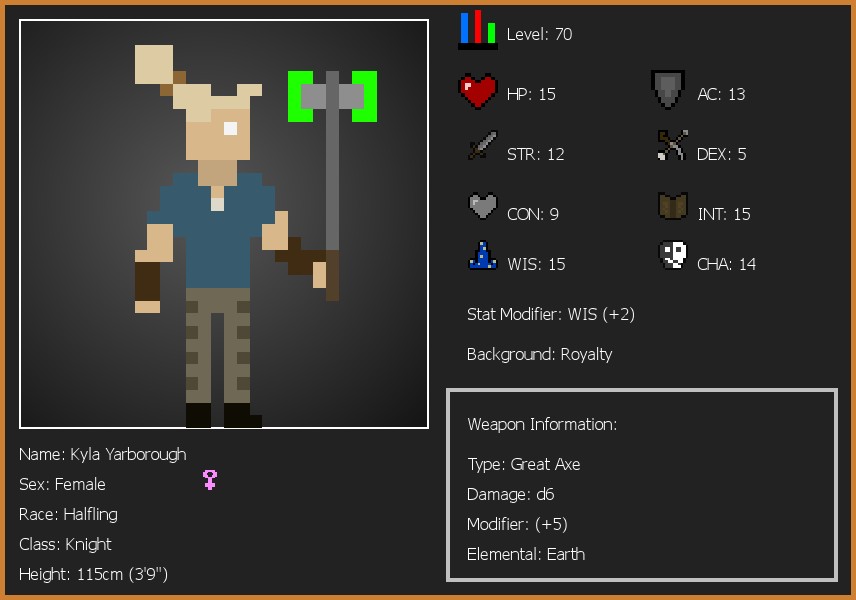 Level: 70
HP: 15
AC: 13
STR: 12
DEX: 5
CON: 9
INT: 15
WIS: 15
CHA: 14
Stat Modifier: WIS (+2)
Background: Royalty
Weapon Information:
Type: Great Axe
Damage: d6
Modifier: (+5)
Elemental: Earth
Name: Kyla Yarborough
Sex: Female
Race: Halfling
Class: Knight
Height: 115cm (3'9")